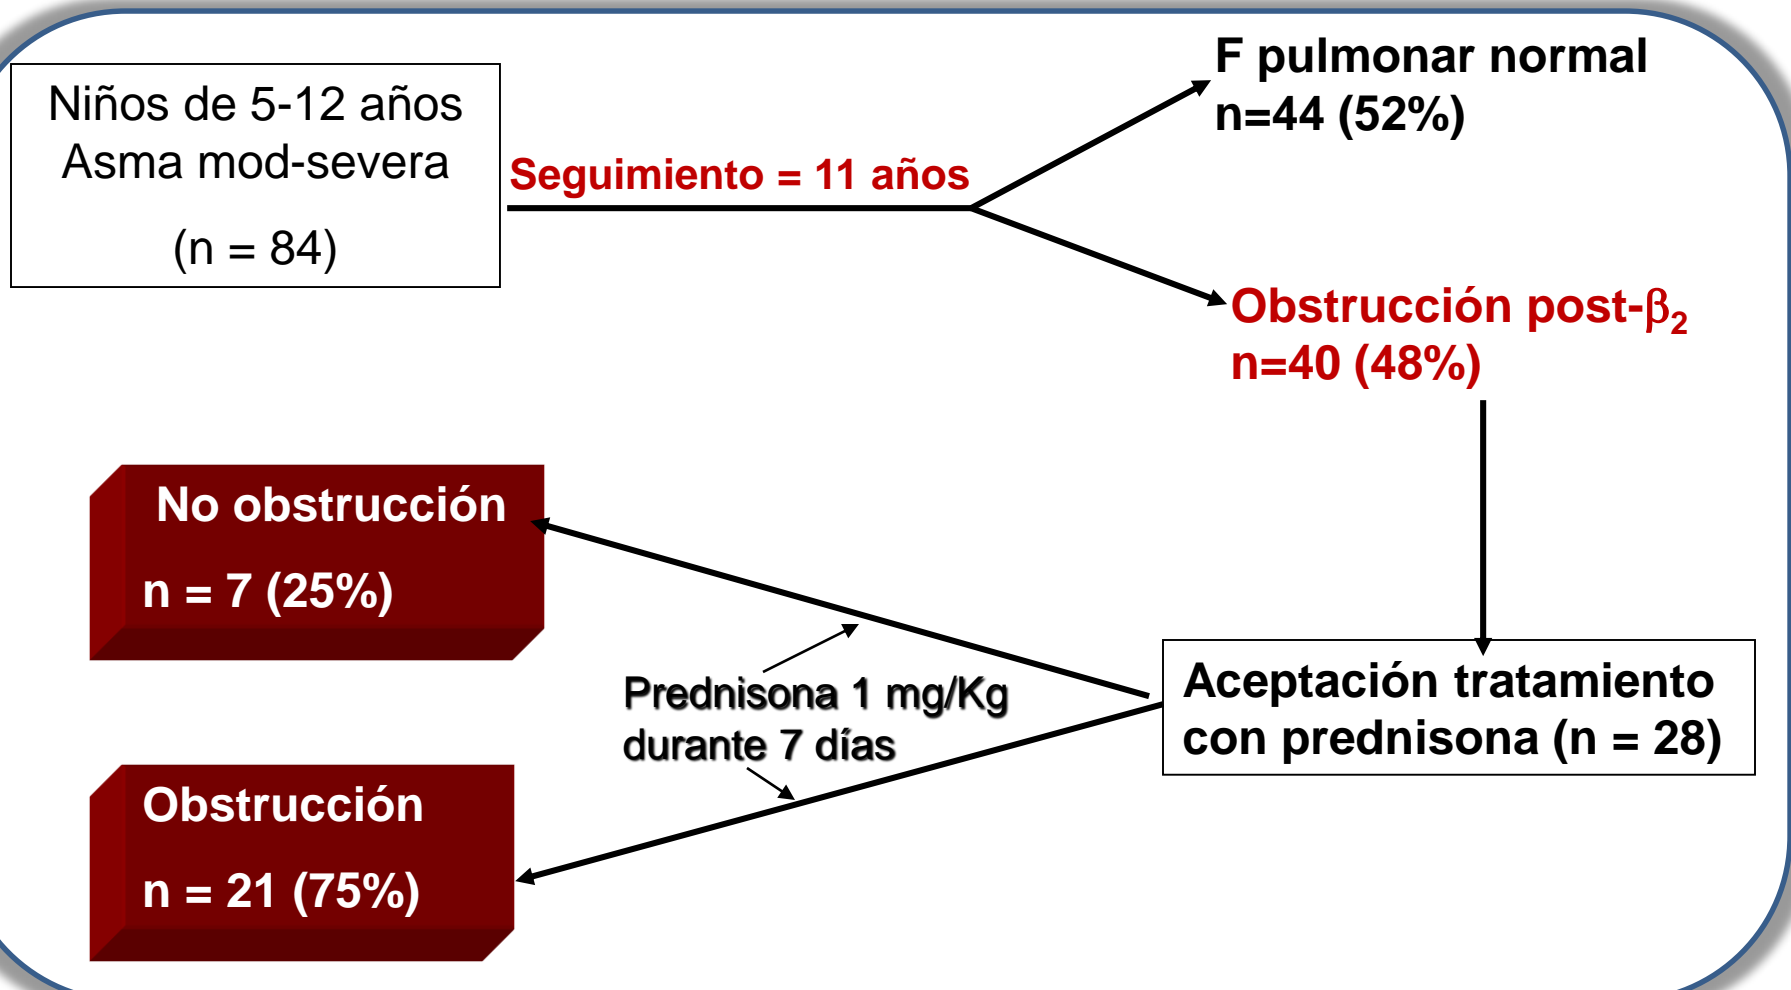 Niños de 5-12 años
Asma mod-severa
(n = 84)
Seguimiento = 11 años
F pulmonar normal
n=44 (52%)
Obstrucción post-β₂
n=40 (48%)
Aceptación tratamiento
con prednisona (n = 28)
Prednisona 1 mg/Kg
durante 7 días
No obstrucción
n = 7 (25%)
Obstrucción
n = 21 (75%)